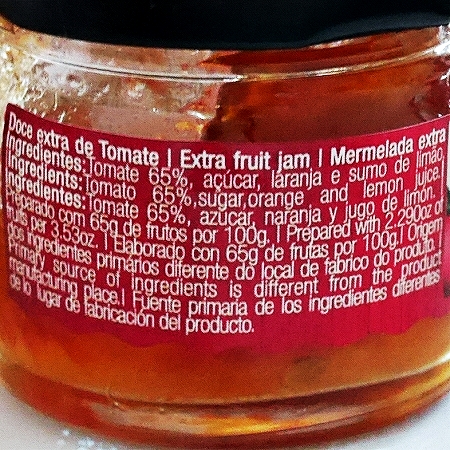 Doce extra de Tomate | Extra fruit jam | Mermelada extra
Ingredientes: Tomate 65%, açúcar, laranja e sumo de limão.
Ingredients: Tomato 65%,sugar,orange and lemon juice.
Ingredientes: Tomate 65%, azúcar, naranja y jugo de limón.
Preparado com 65g de frutos por 100g. | Prepared with 2.290oz of
fruits per 3.53oz. | Elaborado con 65g de frutas por 100g.| Origem
dos ingredientes primários diferente do local de fabrico do produto. |
Primary source of ingredients is different from the product
manufacturing place.| Fuente primaria de los ingredientes diferentes
de lo lugar de fabricación del producto.